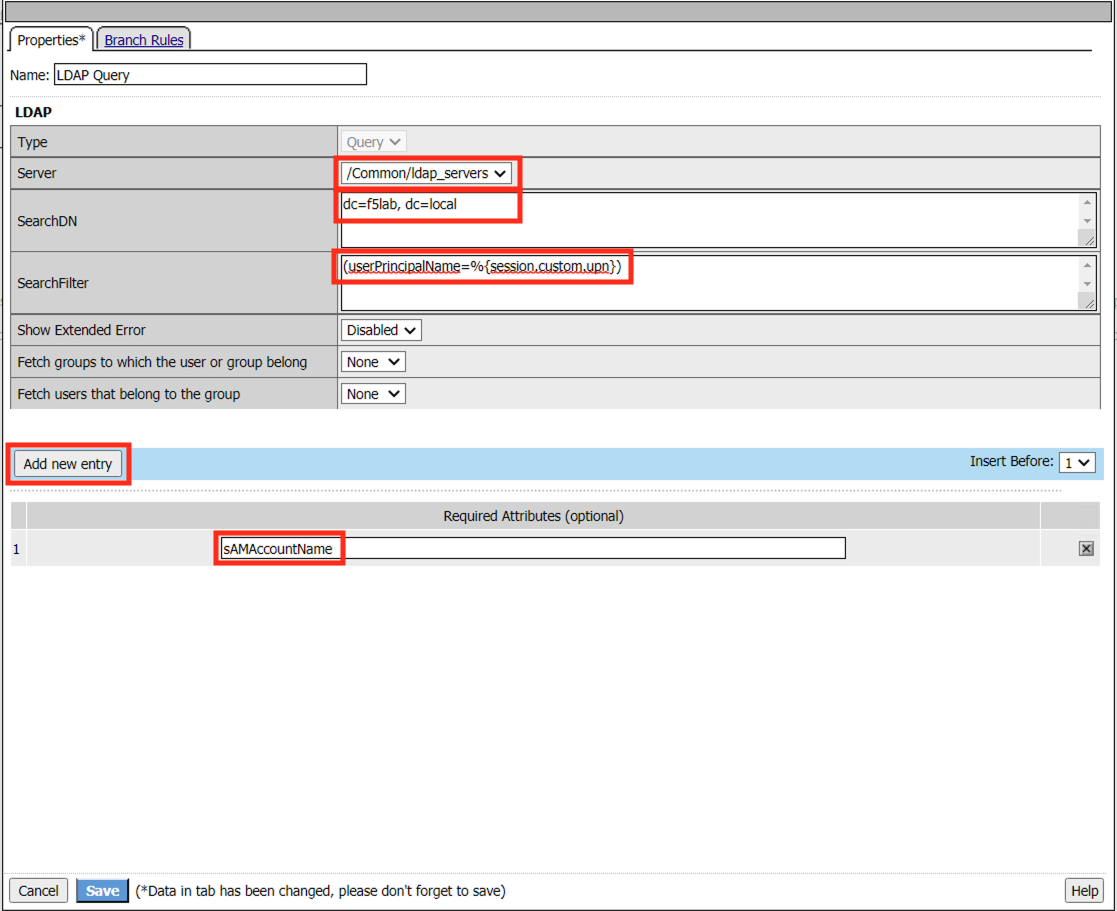 Properties* Branch Rules
Name: LDAP Query
LDAP
Type Query
Server /Common/ldap_servers
SearchDN dc=f5lab, dc=local
SearchFilter (userPrincipalName=%{session.custom.upn})
Show Extended Error Disabled
Fetch groups to which the user or group belong None
Fetch users that belong to the group None
Add new entry Insert Before: 1
Required Attributes (optional)
1 sAMAccountName
Cancel Save (*Data in tab has been changed, please don't forget to save) Help